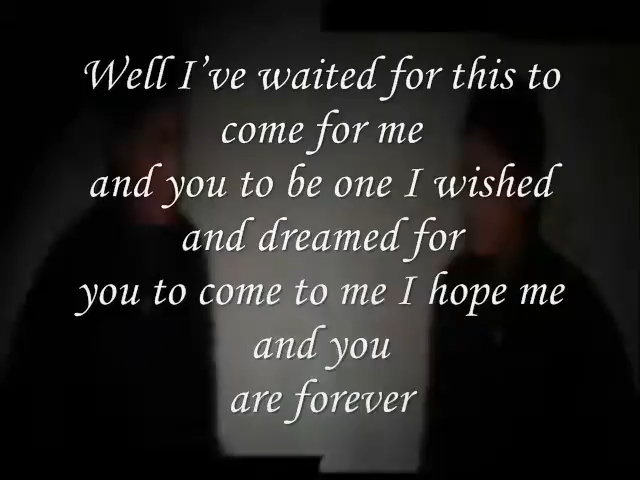 Well I’ve waited for this to
come for me
and you to be one I wished
and dreamed for
you to come to me I hope me
and you
are forever